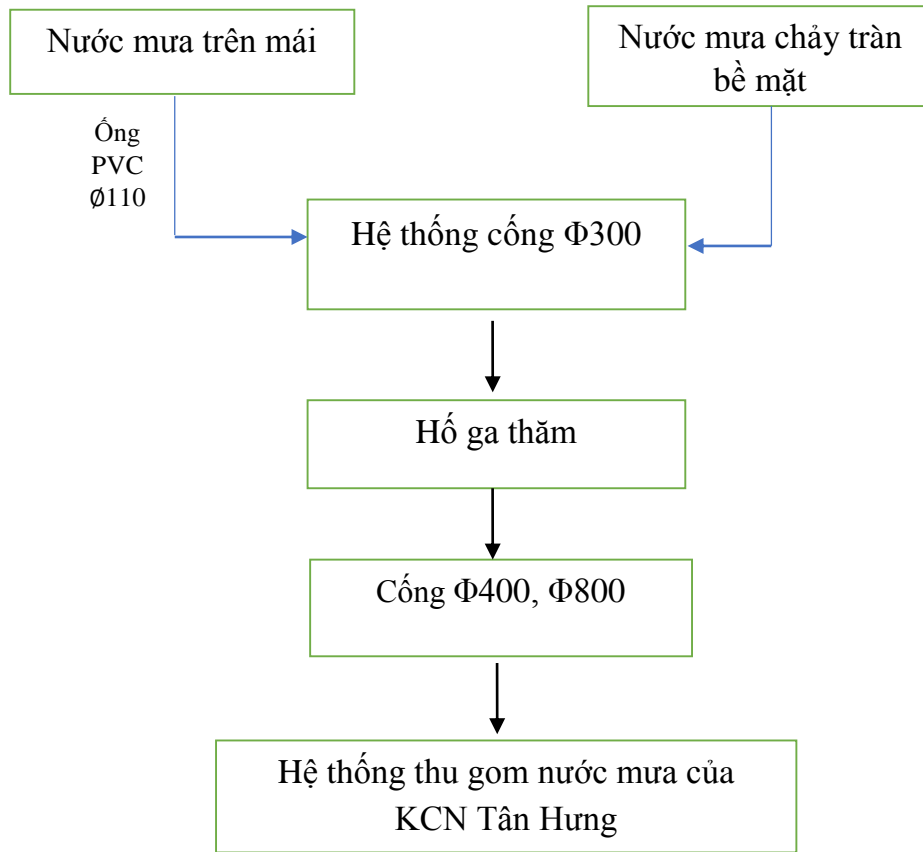 Nước mưa trên mái
Nước mưa chảy tràn
bề mặt
Ống
PVC
Ø110
Hệ thống cống Φ300
Hố ga thăm
Cống Φ400, Φ800
Hệ thống thu gom nước mưa của
KCN Tân Hưng